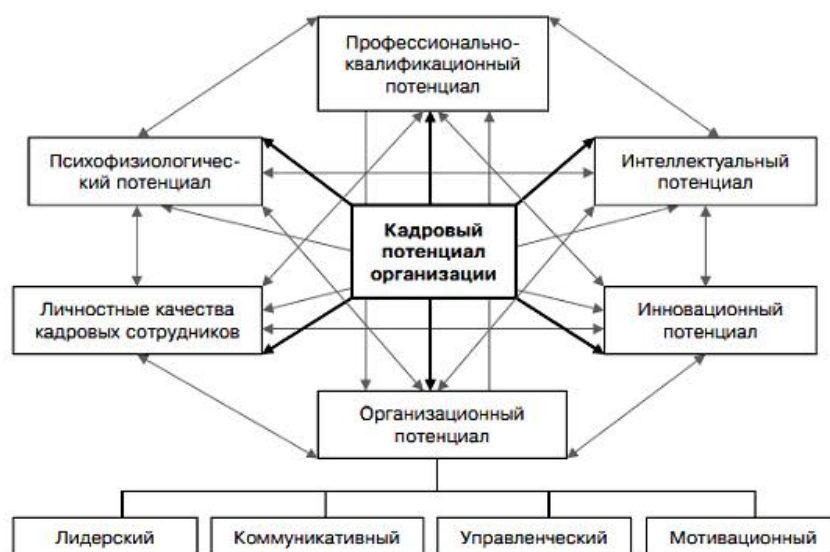 Профессионально-
квалификационный
потенциал
Психофизиологичес-
кий потенциал
Интеллектуальный
потенциал
Кадровый
потенциал
организации
Личностные качества
кадровых сотрудников
Инновационный
потенциал
Организационный
потенциал
Лидерский
Коммуникативный
Управленческий
Мотивационный